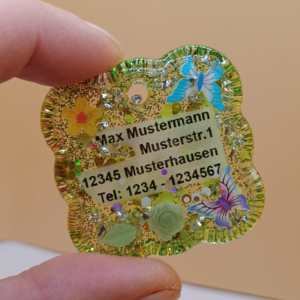 Max Mustermann
Musterstr.1
12345 Musterhausen
Tel: 1234 - 1234567